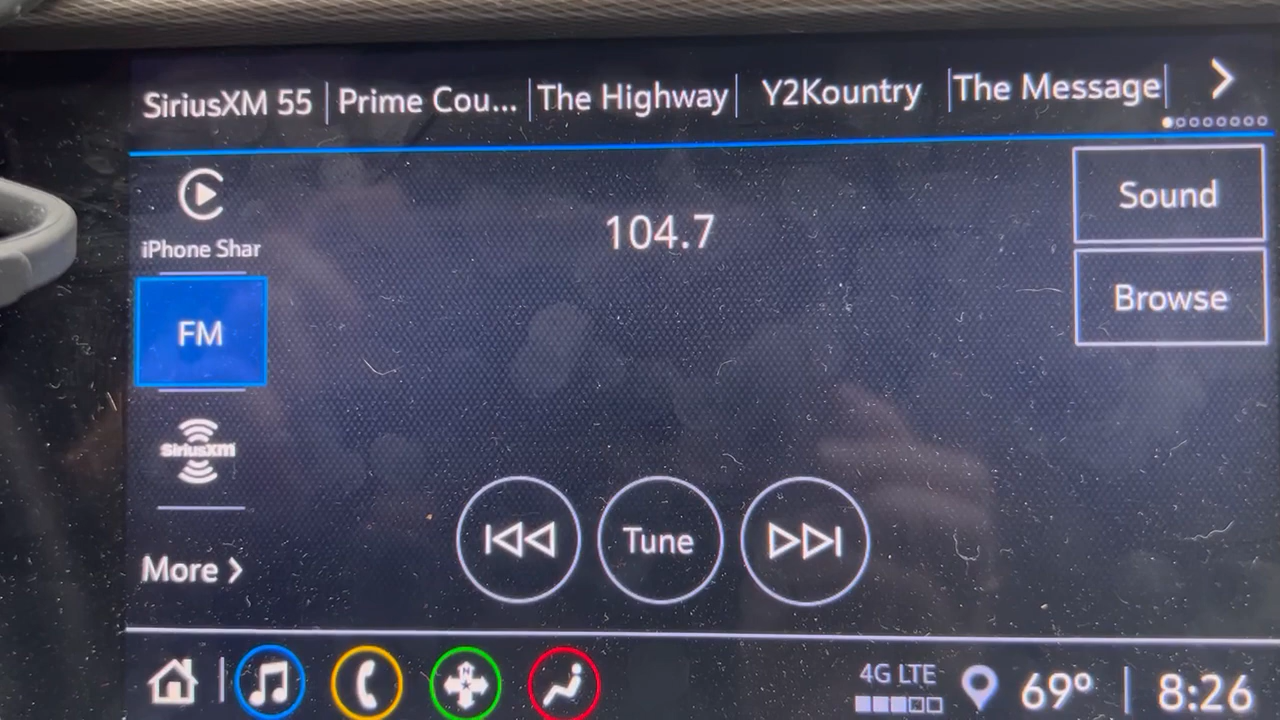 SiriusXM 55 Prime Cou... The Highway Y2Kountry The Message
iPhone Shar
104.7
Sound
FM
Browse
SiriusXM
Tune
More
N
4G LTE
69° 8:26